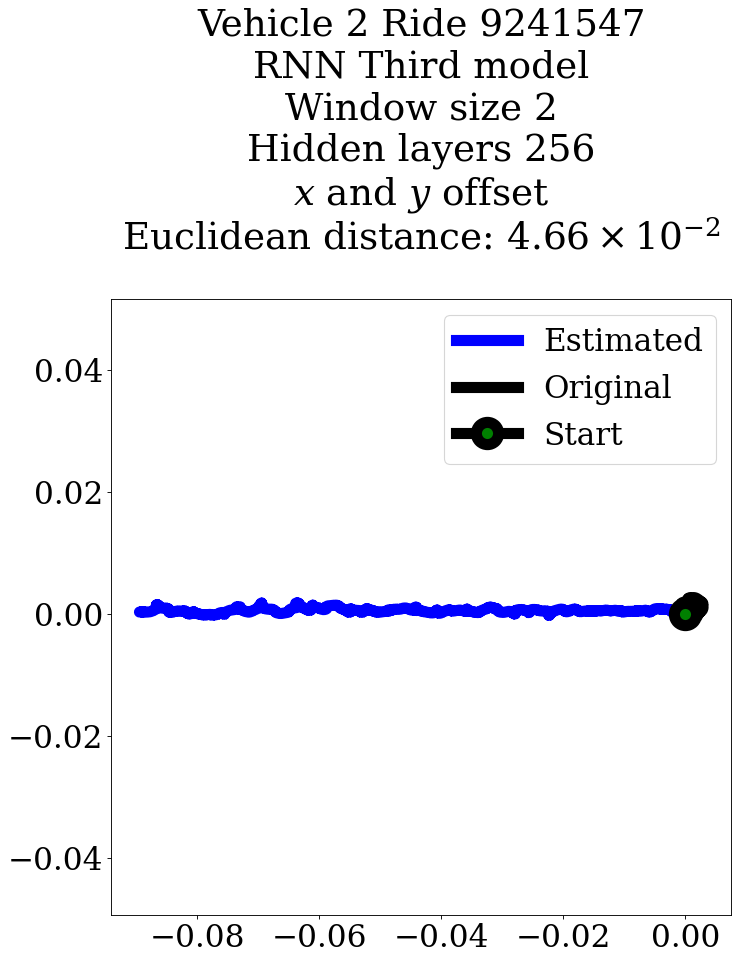 Vehicle 2 Ride 9241547
RNN Third model
Window size 2
Hidden layers 256
x and y offset
Euclidean distance: 4.66 × 10⁻²
Estimated
Original
Start
0.04
0.02
0.00
−0.02
−0.04
−0.08 −0.06 −0.04 −0.02 0.00